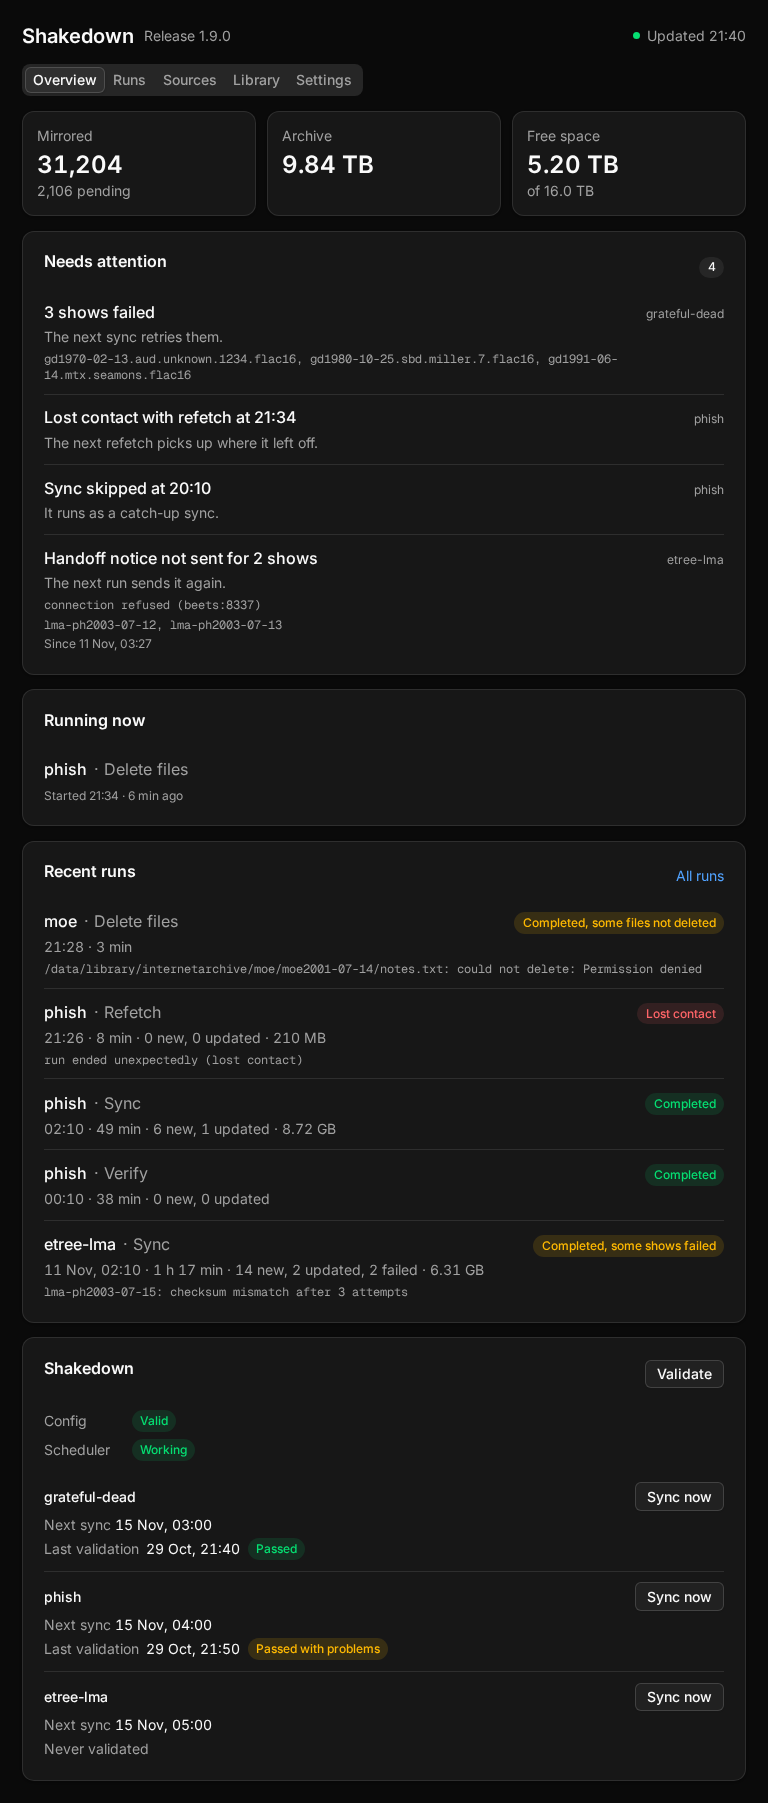 Shakedown Release 1.9.0 Updated 21:40
Overview Runs Sources Library Settings
Mirrored
31,204
2,106 pending
Archive
9.84 TB
Free space
5.20 TB
of 16.0 TB
Needs attention 4
3 shows failed grateful-dead
The next sync retries them.
gd1970-02-13.aud.unknown.1234.flac16, gd1980-10-25.sbd.miller.7.flac16, gd1991-06-
14.mtx.seamons.flac16
Lost contact with refetch at 21:34 phish
The next refetch picks up where it left off.
Sync skipped at 20:10 phish
It runs as a catch-up sync.
Handoff notice not sent for 2 shows etree-lma
The next run sends it again.
connection refused (beets:8337)
lma-ph2003-07-12, lma-ph2003-07-13
Since 11 Nov, 03:27
Running now
phish · Delete files
Started 21:34 · 6 min ago
Recent runs All runs
moe · Delete files Completed, some files not deleted
21:28 · 3 min
/data/library/internetarchive/moe/moe2001-07-14/notes.txt: could not delete: Permission denied
phish · Refetch Lost contact
21:26 · 8 min · 0 new, 0 updated · 210 MB
run ended unexpectedly (lost contact)
phish · Sync Completed
02:10 · 49 min · 6 new, 1 updated · 8.72 GB
phish · Verify Completed
00:10 · 38 min · 0 new, 0 updated
etree-lma · Sync Completed, some shows failed
11 Nov, 02:10 · 1 h 17 min · 14 new, 2 updated, 2 failed · 6.31 GB
lma-ph2003-07-15: checksum mismatch after 3 attempts
Shakedown Validate
Config Valid
Scheduler Working
grateful-dead Sync now
Next sync 15 Nov, 03:00
Last validation 29 Oct, 21:40 Passed
phish Sync now
Next sync 15 Nov, 04:00
Last validation 29 Oct, 21:50 Passed with problems
etree-lma Sync now
Next sync 15 Nov, 05:00
Never validated